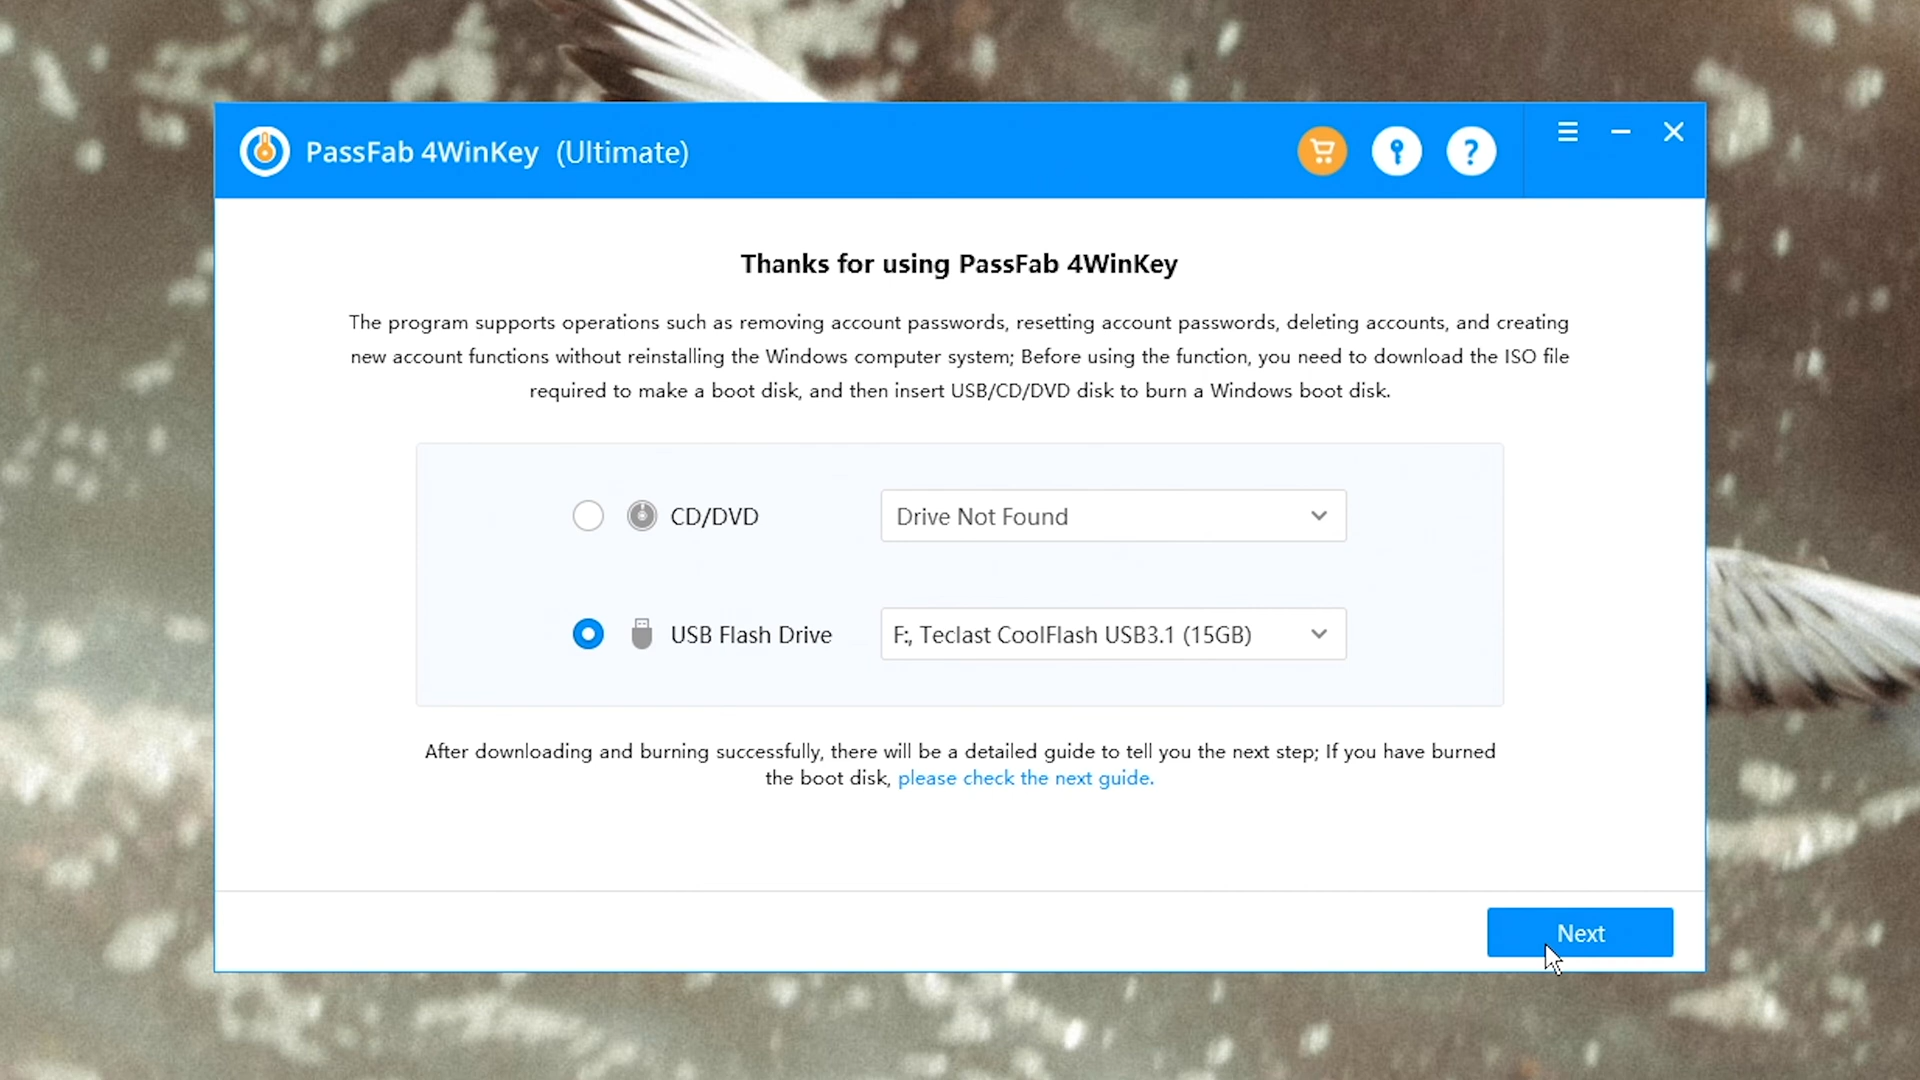 PassFab 4WinKey (Ultimate)
Thanks for using PassFab 4WinKey
The program supports operations such as removing account passwords, resetting account passwords, deleting accounts, and creating
new account functions without reinstalling the Windows computer system; Before using the function, you need to download the ISO file
required to make a boot disk, and then insert USB/CD/DVD disk to burn a Windows boot disk.
CD/DVD
Drive Not Found
USB Flash Drive
F:, Teclast CoolFlash USB3.1 (15GB)
After downloading and burning successfully, there will be a detailed guide to tell you the next step; If you have burned
the boot disk, please check the next guide.
Next